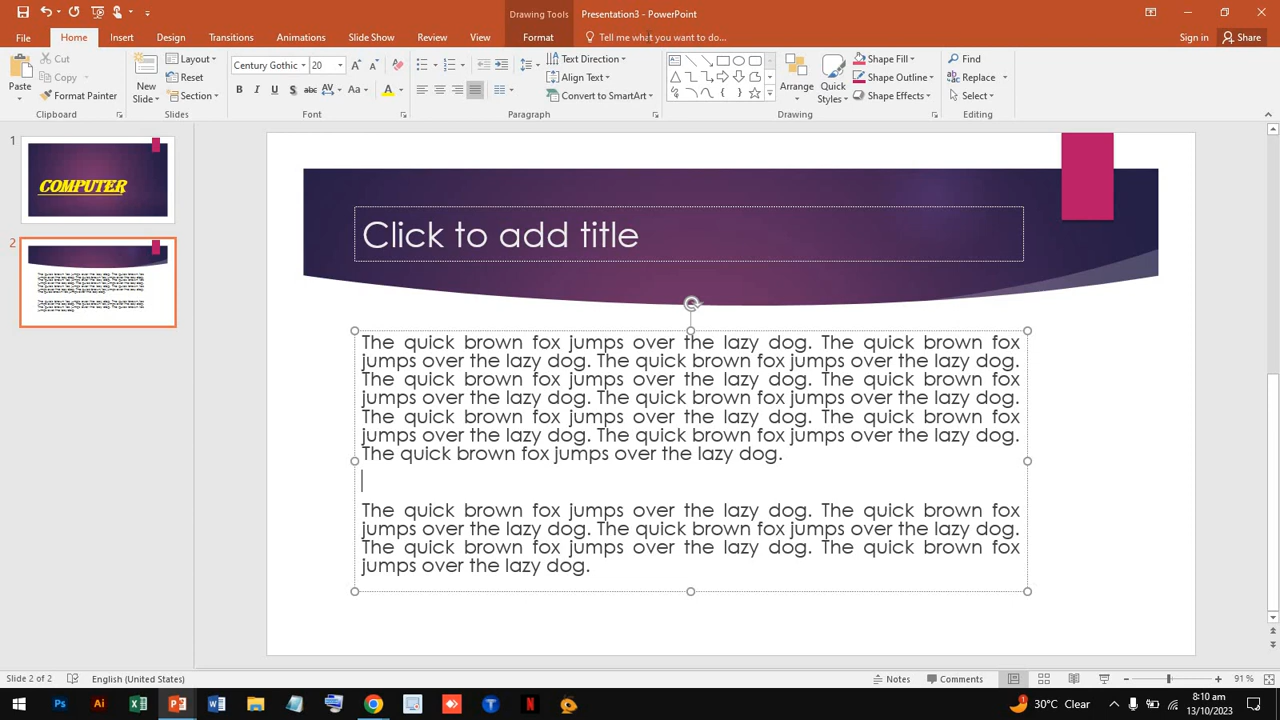 Drawing Tools Presentation3 - PowerPoint
File Home Insert Design Transitions Animations Slide Show Review View Format Tell me what you want to do... Sign in Share
Paste Cut Copy Format Painter Clipboard
New Slide Layout Reset Section Slides
Century Gothic 20 A A B I U S abc AV Aa A Font
Text Direction Align Text Convert to SmartArt Paragraph
Arrange Quick Styles Shape Fill Shape Outline Shape Effects Drawing
Find Replace Select Editing
1
COMPUTER
2
Click to add title
The quick brown fox jumps over the lazy dog. The quick brown fox
jumps over the lazy dog. The quick brown fox jumps over the lazy dog.
The quick brown fox jumps over the lazy dog. The quick brown fox
jumps over the lazy dog. The quick brown fox jumps over the lazy dog.
The quick brown fox jumps over the lazy dog. The quick brown fox
jumps over the lazy dog. The quick brown fox jumps over the lazy dog.
The quick brown fox jumps over the lazy dog.
The quick brown fox jumps over the lazy dog. The quick brown fox
jumps over the lazy dog. The quick brown fox jumps over the lazy dog.
The quick brown fox jumps over the lazy dog. The quick brown fox
jumps over the lazy dog.
Slide 2 of 2 English (United States) Notes Comments 91 %
Ps Ai 30°C Clear 8:10 am
13/10/2023